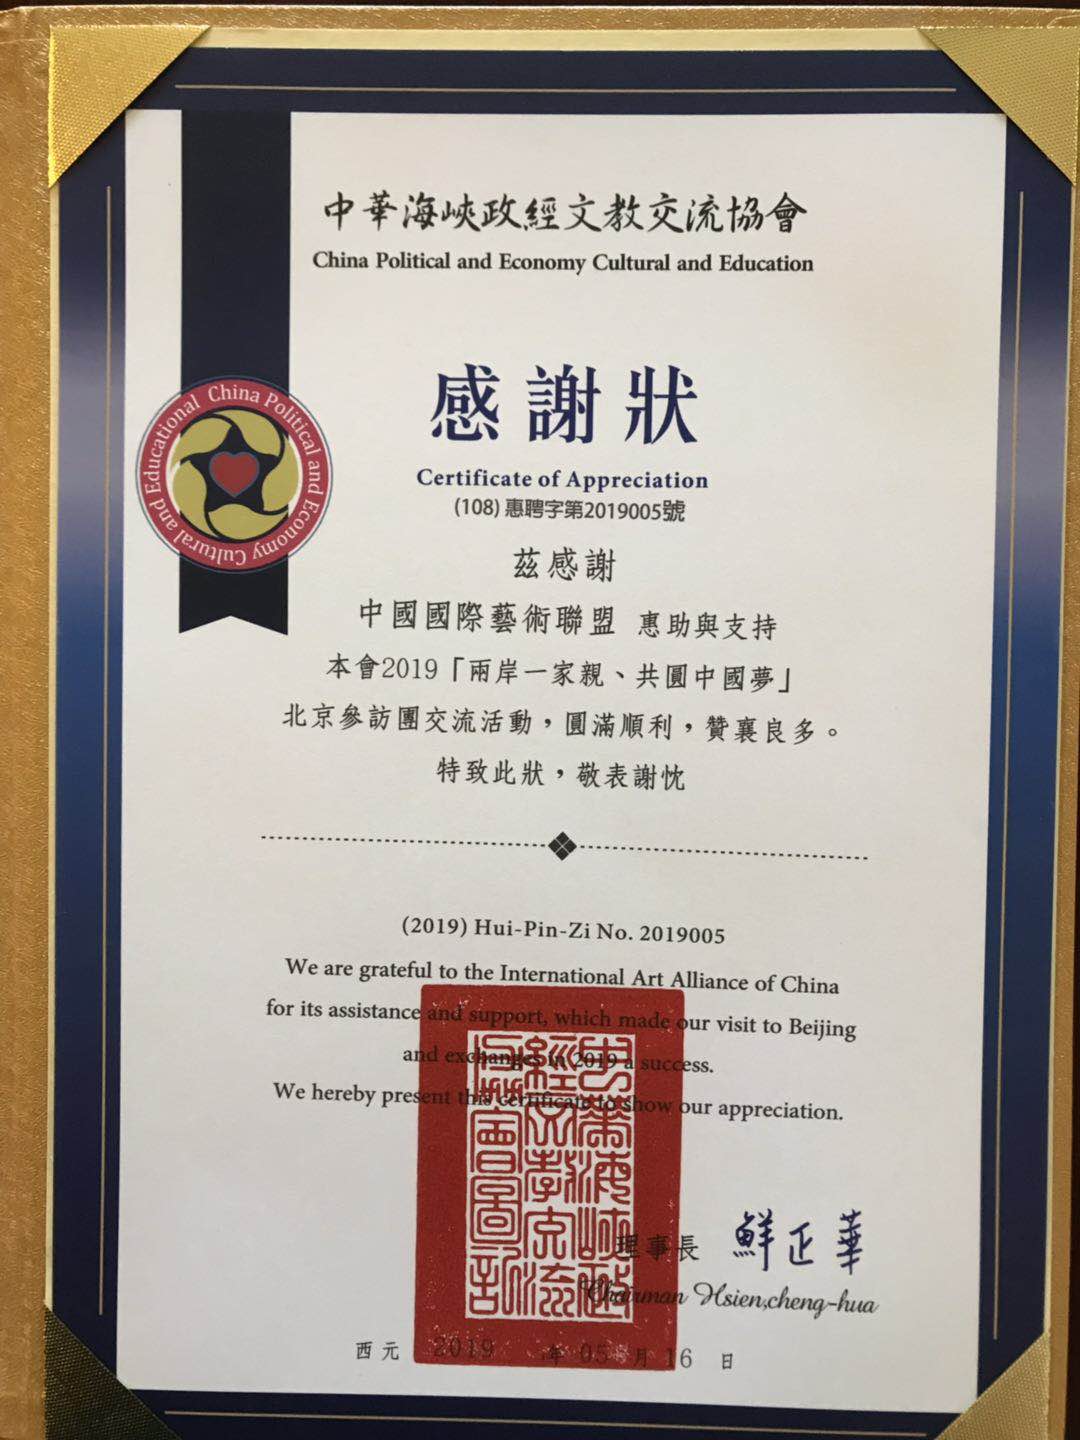 中華海峽政經文教交流協會
China Political and Economy Cultural and Education
感謝狀
Certificate of Appreciation
(108) 惠聘字第2019005號
China Political and Economy Cultural and Educational
茲感謝
中國國際藝術聯盟 惠助與支持
本會2019「兩岸一家親、共圓中國夢」
北京參訪團交流活動，圓滿順利，贊襄良多。
特致此狀，敬表謝忱
(2019) Hui-Pin-Zi No. 2019005
We are grateful to the International Art Alliance of China
for its assistance and support, which made our visit to Beijing
and exchanges in 2019 a success.
We hereby present this certificate to show our appreciation.
理事長 鮮正華
Chairman Hsien,cheng-hua
西元 2019 年 05 月 16 日